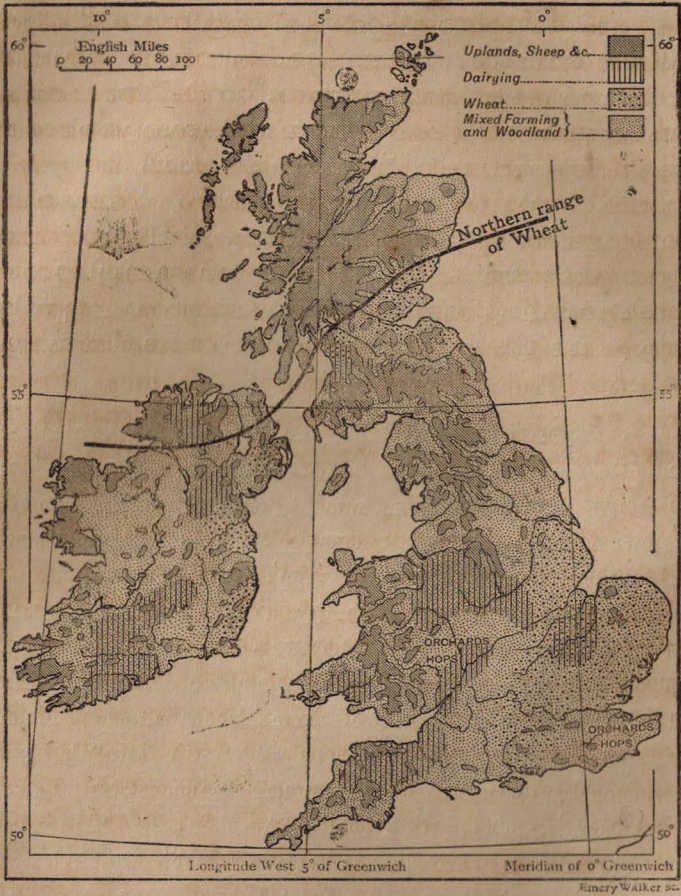 10° 5° 0°
60° 60°
English Miles
0 20 40 60 80 100
Uplands, Sheep &c.
Dairying
Wheat
Mixed Farming }
and Woodland }
Northern range
of Wheat
55° 55°
ORCHARDS
HOPS
ORCHARDS
HOPS
50° 50°
Longitude West 5° of Greenwich Meridian of 0° Greenwich
Emery Walker sc.